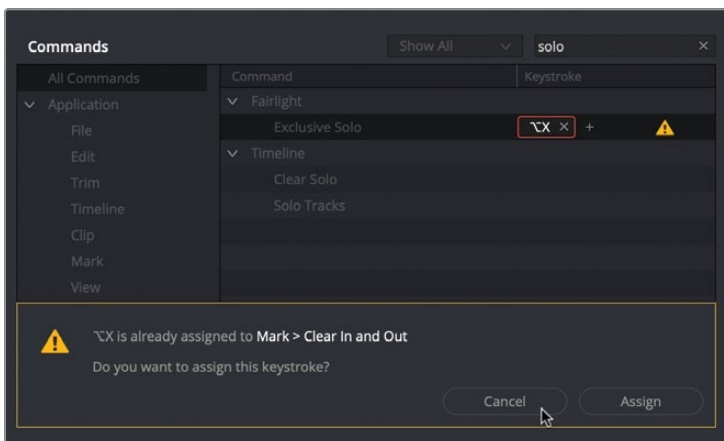 Commands
Show All
solo
All Commands
Command
Keystroke
Application
Fairlight
File
Exclusive Solo
⌥X
Edit
Timeline
Trim
Clear Solo
Timeline
Solo Tracks
Clip
Mark
View
⌥X is already assigned to Mark > Clear In and Out
Do you want to assign this keystroke?
Cancel
Assign